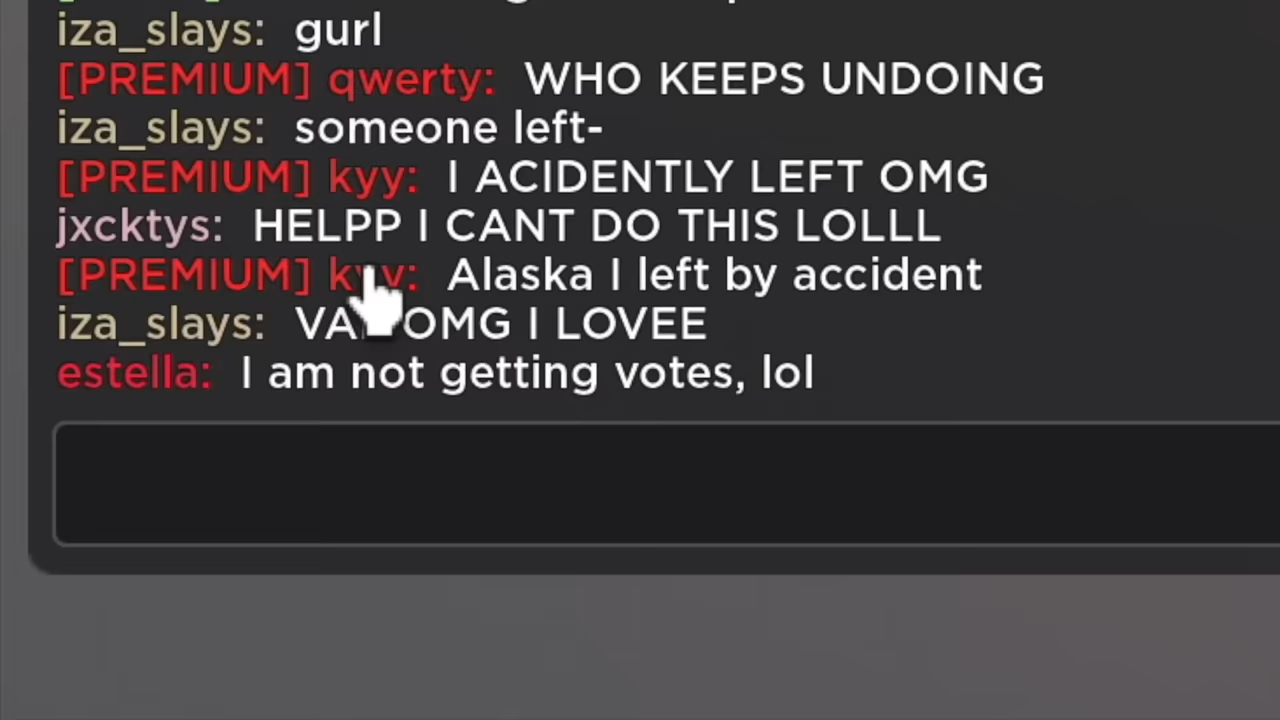 iza_slays: gurl
[PREMIUM] qwerty: WHO KEEPS UNDOING
iza_slays: someone left-
[PREMIUM] kyy: I ACIDENTLY LEFT OMG
jxcktys: HELPP I CANT DO THIS LOLLL
[PREMIUM] kyy: Alaska I left by accident
iza_slays: OMG I LOVEE
estella: I am not getting votes, lol